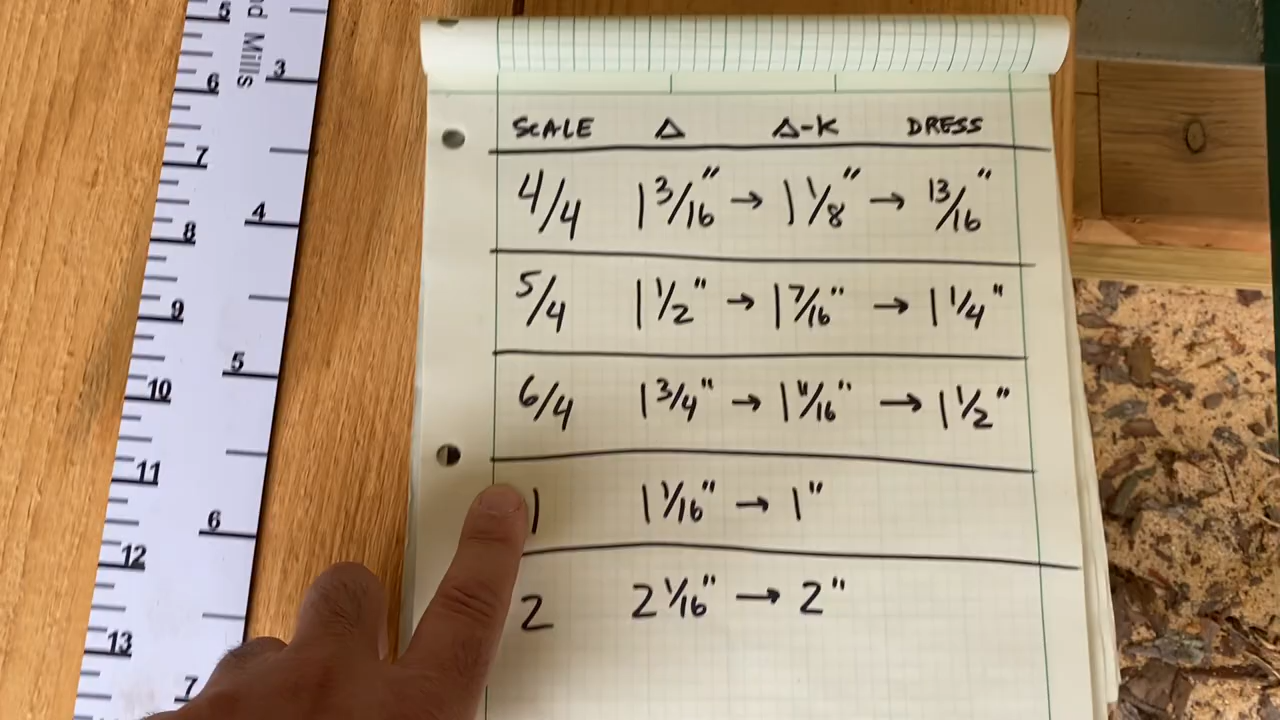 SCALE Δ Δ-K DRESS
4/4 1 3/16" → 1 1/8" → 13/16"
5/4 1 1/2" → 1 7/16" → 1 1/4"
6/4 1 3/4" → 1 11/16" → 1 1/2"
1 1 1/16" → 1"
2 2 1/16" → 2"
5
6
7
8
9
10
11
12
13
d Mills
3
4
5
6
7